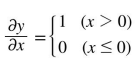 ∂y/∂x = { 1 (x > 0)
0 (x ≤ 0)